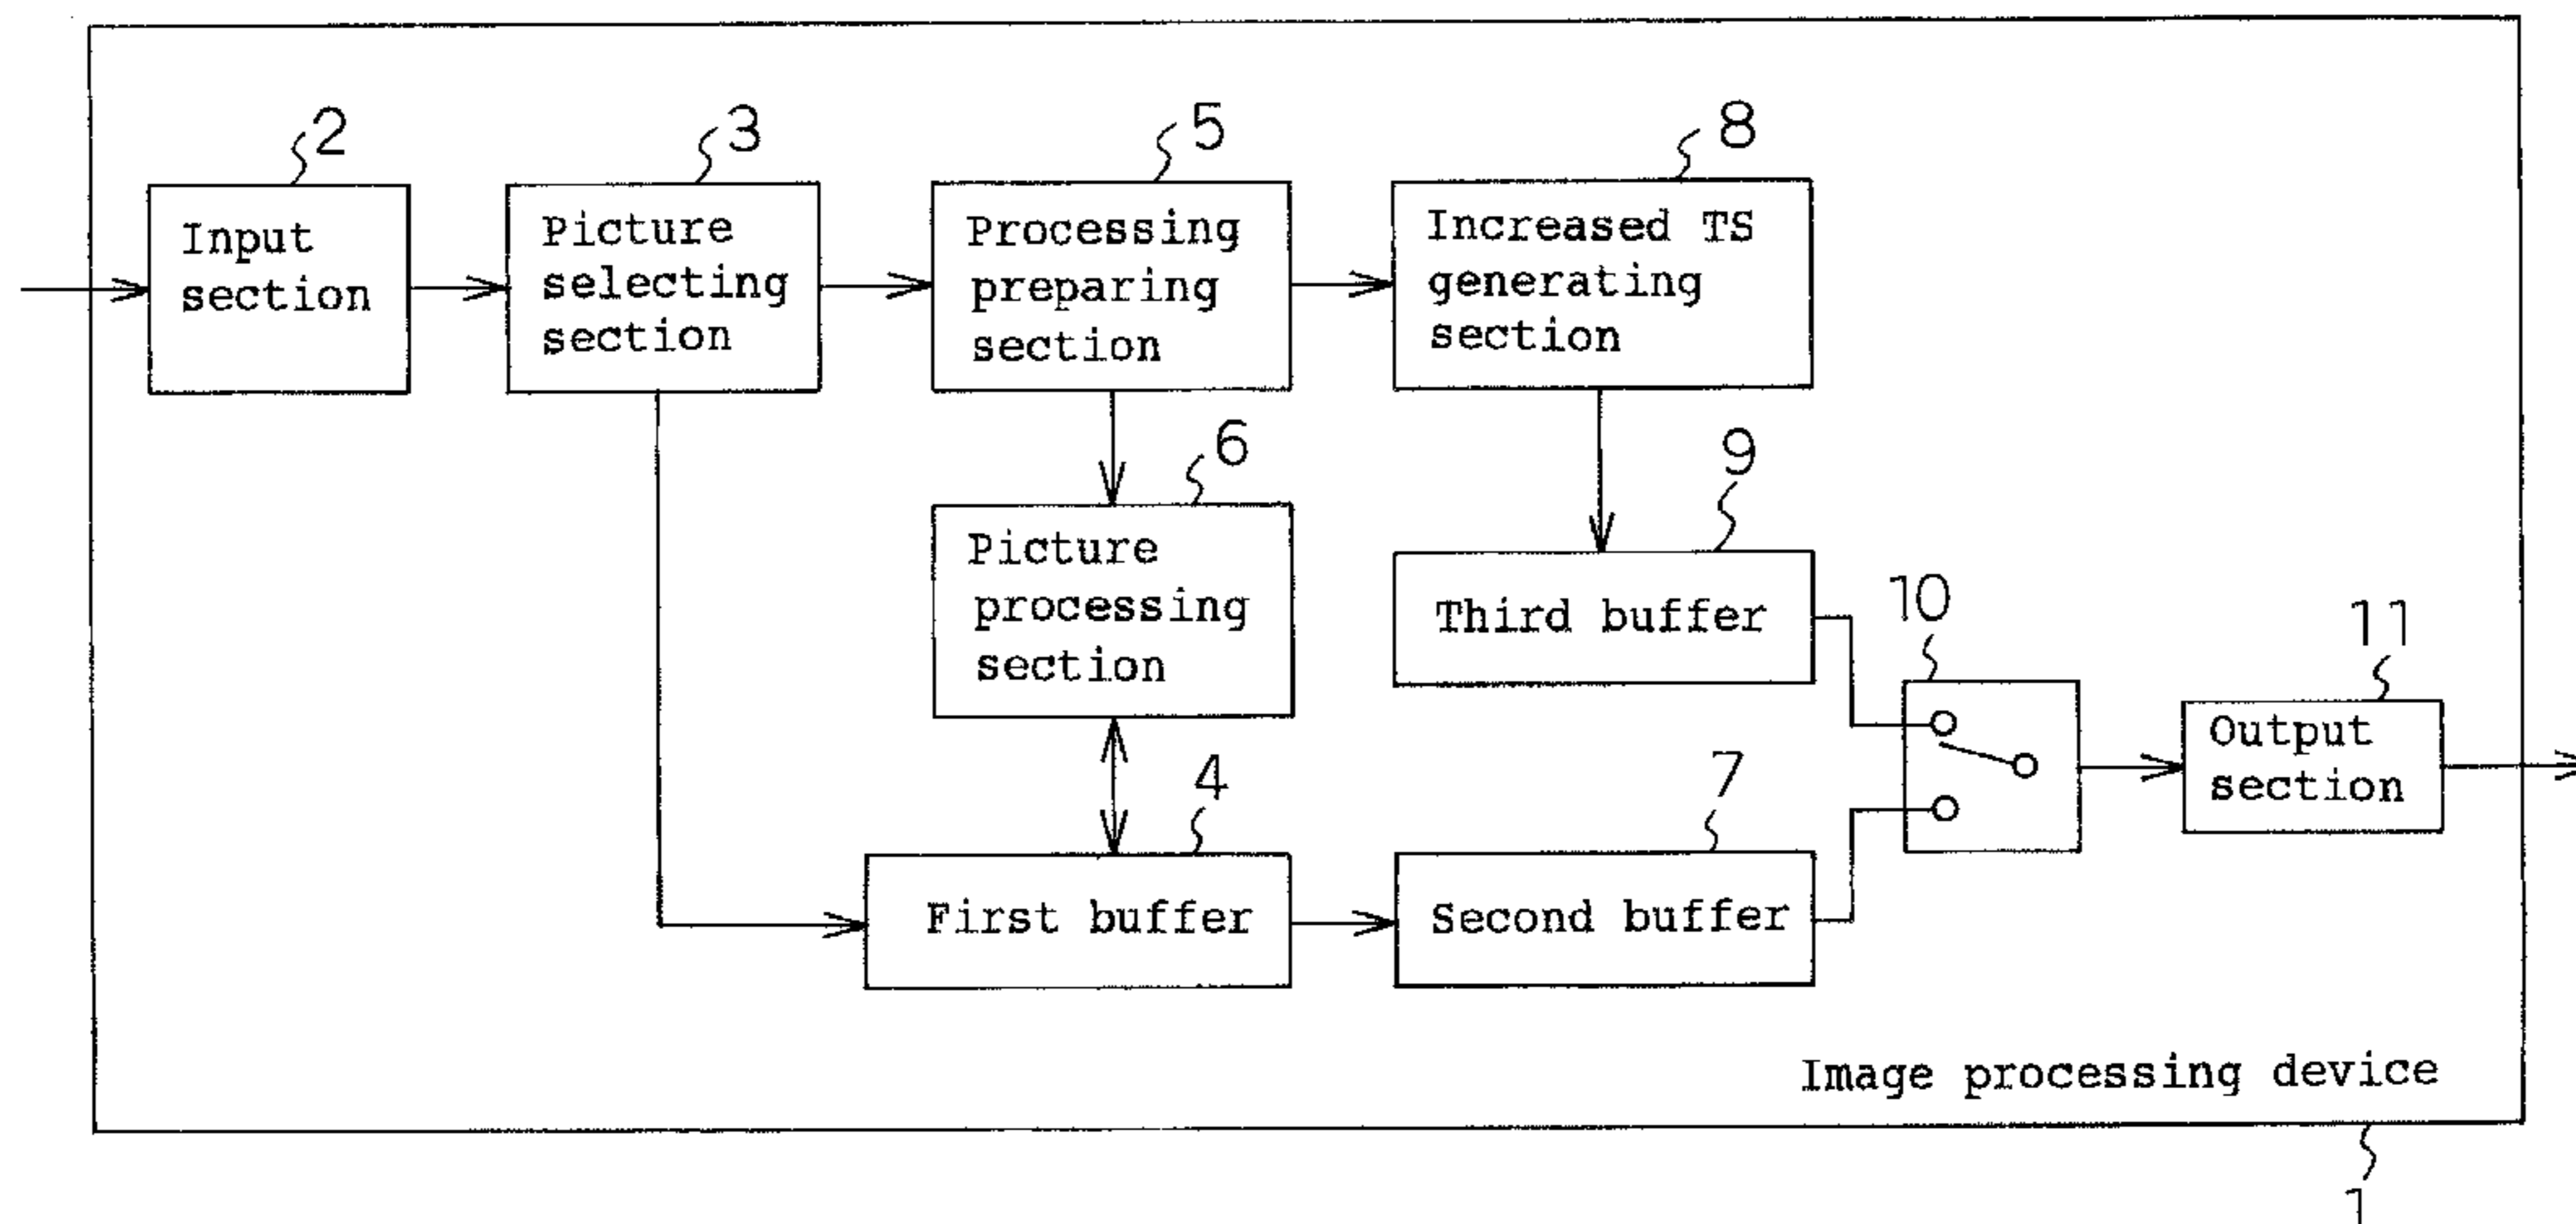 2
3
5
8
Input
section
Picture
selecting
section
Processing
preparing
section
Increased TS
generating
section
6
9
Picture
processing
section
Third buffer
10
11
Output
section
4
7
First buffer
Second buffer
Image processing device
1